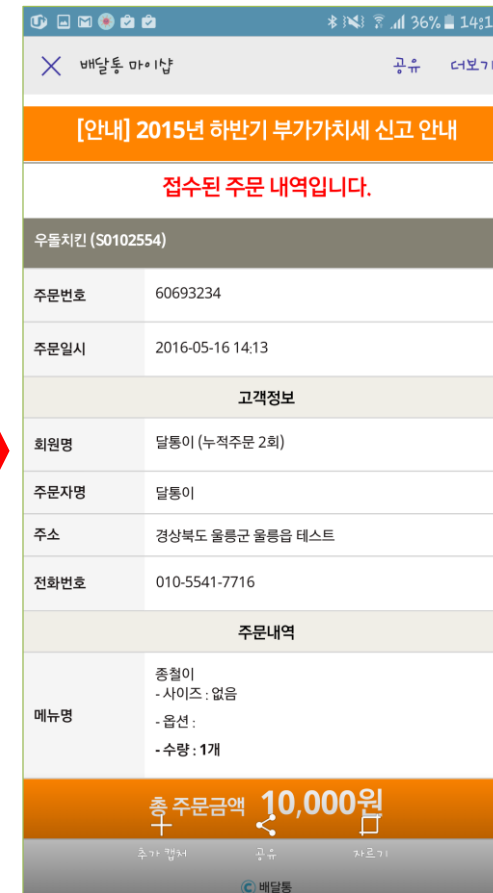 36% 14:1
배달통 마이샵 공유 더보기
[안내] 2015년 하반기 부가가치세 신고 안내
접수된 주문 내역입니다.
우돌치킨 (S0102554)
주문번호 60693234
주문일시 2016-05-16 14:13
고객정보
회원명 달통이 (누적주문 2회)
주문자명 달통이
주소 경상북도 울릉군 울릉읍 테스트
전화번호 010-5541-7716
주문내역
메뉴명 종철이
- 사이즈 : 없음
- 옵션 :
- 수량 : 1개
총 주문금액 10,000원
추가 캡처 공유 자르기
배달통